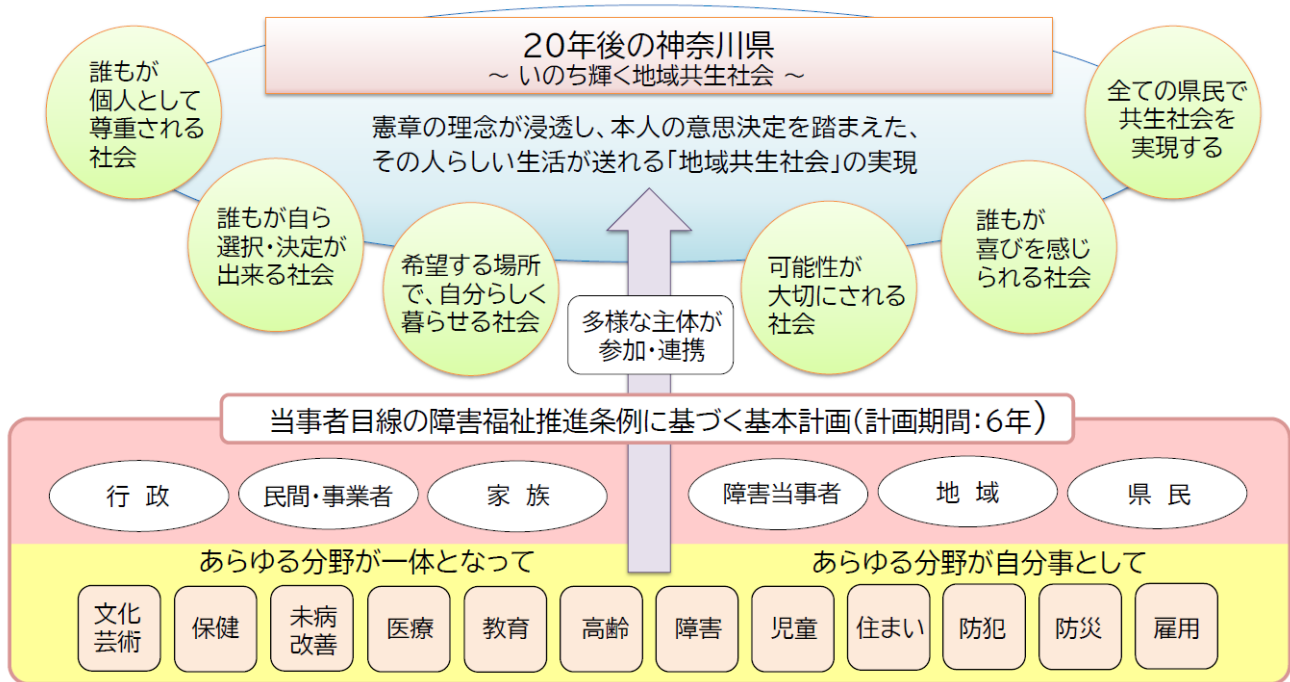 20年後の神奈川県
～ いのち輝く地域共生社会 ～
憲章の理念が浸透し、本人の意思決定を踏まえた、
その人らしい生活が送れる「地域共生社会」の実現
誰もが
個人として
尊重される
社会
誰もが自ら
選択・決定が
出来る社会
希望する場所
で、自分らしく
暮らせる社会
可能性が
大切にされる
社会
誰もが
喜びを感じ
られる社会
全ての県民で
共生社会を
実現する
多様な主体が
参加・連携
当事者目線の障害福祉推進条例に基づく基本計画(計画期間:6年)
行 政
民間・事業者
家 族
障害当事者
地 域
県 民
あらゆる分野が一体となって
あらゆる分野が自分事として
文化
芸術
保健
未病
改善
医療
教育
高齢
障害
児童
住まい
防犯
防災
雇用